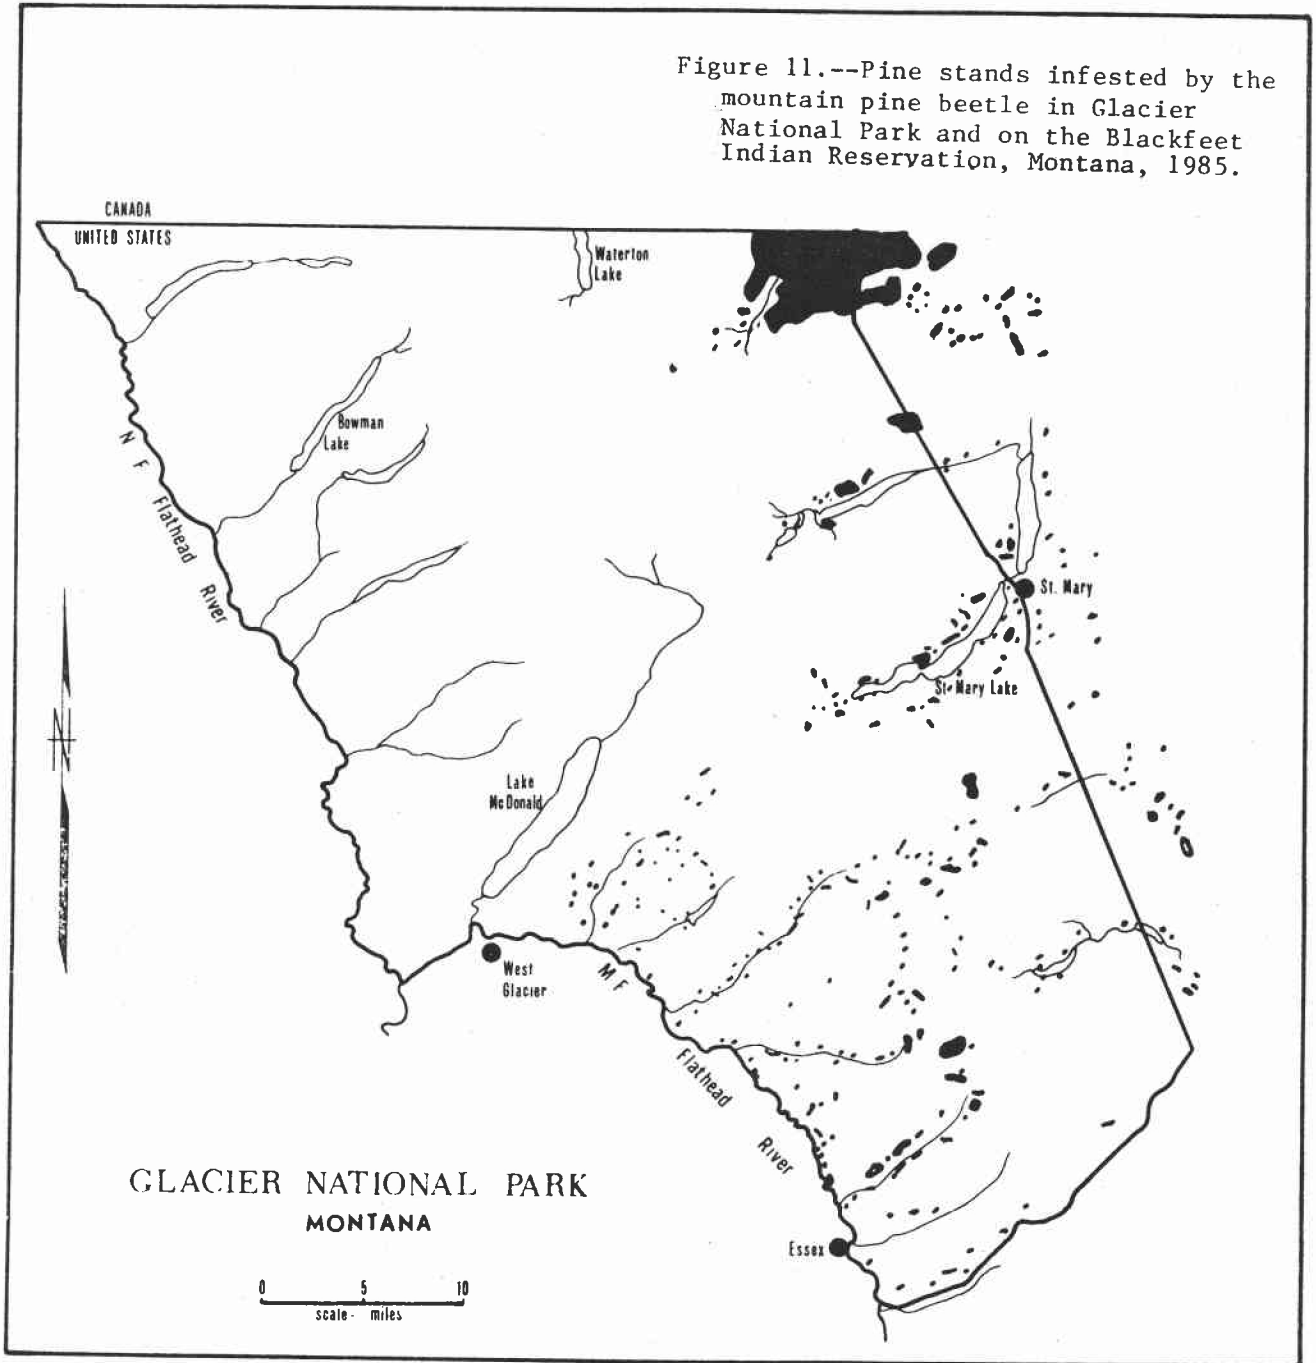 Figure 11.--Pine stands infested by the
mountain pine beetle in Glacier
National Park and on the Blackfeet
Indian Reservation, Montana, 1985.
CANADA
UNITED STATES
Waterton
Lake
Bowman
Lake
N F Flathead River
St. Mary
St. Mary Lake
Lake
McDonald
West
Glacier
M F Flathead River
Essex
N
GLACIER NATIONAL PARK
MONTANA
0 5 10
scale - miles